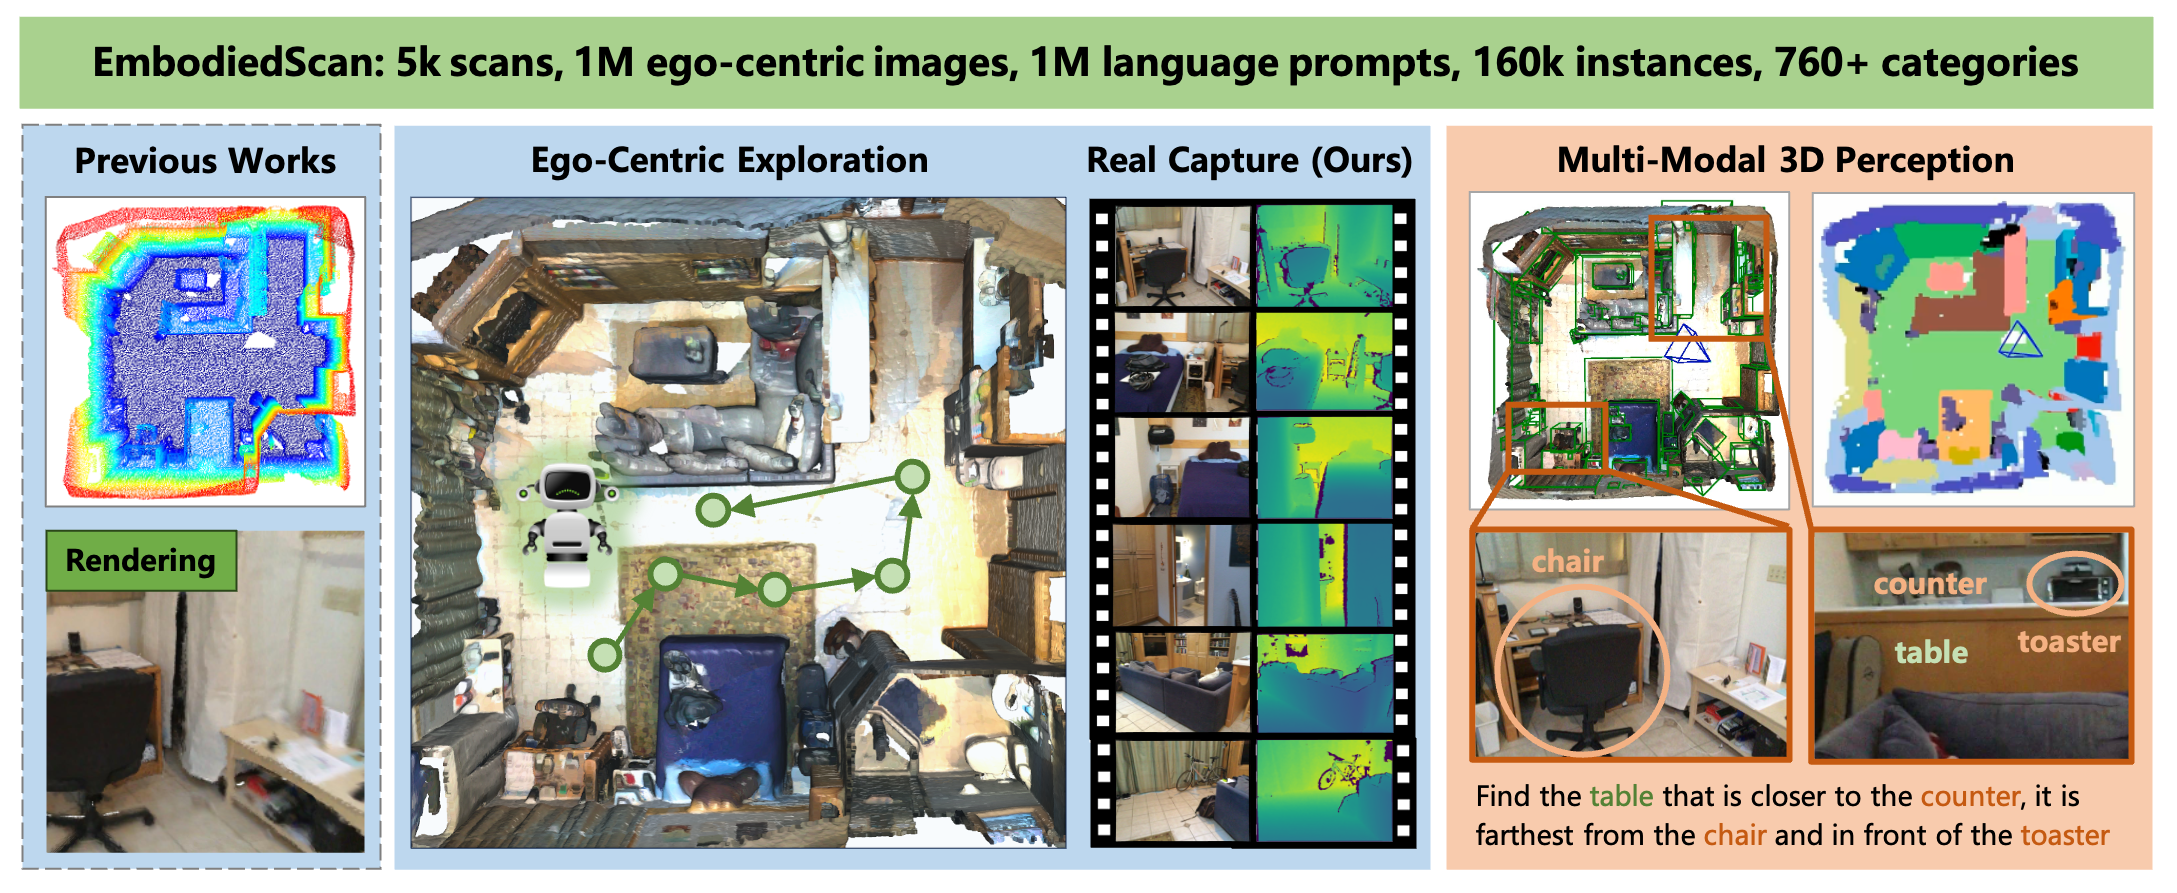 EmbodiedScan: 5k scans, 1M ego-centric images, 1M language prompts, 160k instances, 760+ categories
Previous Works
Rendering
Ego-Centric Exploration
Real Capture (Ours)
Multi-Modal 3D Perception
chair
counter
toaster
table
Find the table that is closer to the counter, it is
farthest from the chair and in front of the toaster